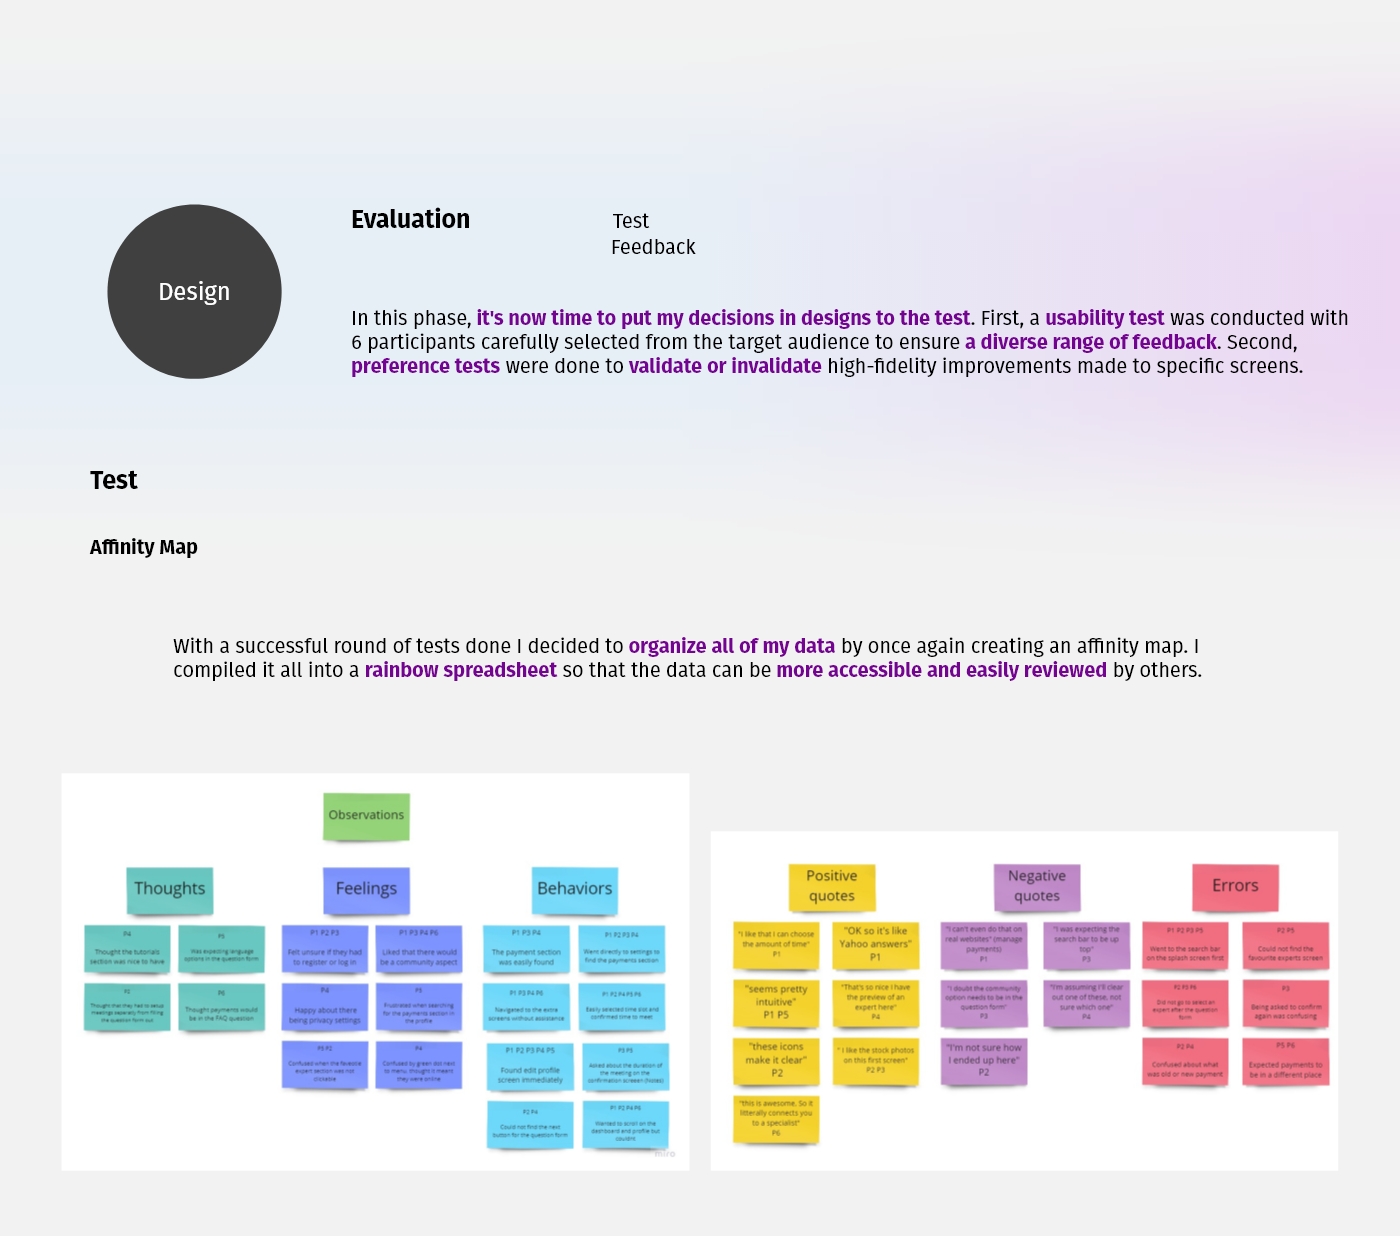 Design
Evaluation
Test
Feedback
In this phase, it's now time to put my decisions in designs to the test. First, a usability test was conducted with
6 participants carefully selected from the target audience to ensure a diverse range of feedback. Second,
preference tests were done to validate or invalidate high-fidelity improvements made to specific screens.
Test
Affinity Map
With a successful round of tests done I decided to organize all of my data by once again creating an affinity map. I
compiled it all into a rainbow spreadsheet so that the data can be more accessible and easily reviewed by others.
Observations
Thoughts
P4
Thought the tutorials
section was nice to have
P5
Was expecting language
options in the question form
P2
Thought that they had to setup
meetings seperatly from filling
the question form out
P6
Thought payments would
be in the FAQ question
Feelings
P1 P2 P3
Felt unsure if they had
to register or log in
P1 P3 P4 P6
Liked that there would
be a community aspect
P4
Happy about there
being privacy settings
P5
Frustrated when searching
for the payments section in
the profile
P5 P2
Confused when the favorite
expert section was not
clickable
P4
Confused by green dot next
to menu, thought it means
they were online
Behaviors
P1 P3 P4
The payment section
was easily found
P1 P2 P3 P4
Went directly to settings to
find the payments section
P1 P3 P4 P6
Navigated to the extra
screens without assistance
P1 P2 P4 P5 P6
Easily selected time slot and
confirmed time to meet
P1 P2 P3 P4 P5
Found edit profile
screen immediately
P3 P5
Asked about the duration of
the meeting on the
confirmation screen (Notes)
P2 P4
Could not find the next
button for the question form
P1 P2 P4 P6
Wanted to scroll on the
dashboard and profile but
couldnt
miro
Positive
quotes
"I like that I can choose
the amount of time"
P1
"OK so it's like
Yahoo answers"
P1
"seems pretty
intuitive"
P1 P5
"That's so nice I have
the preview of an
expert here"
P4
"these icons
make it clear"
P2
" I like the stock photos
on this first screen"
P2 P3
"this is awesome. So it
litterally connects you
to a specialist"
P6
Negative
quotes
"I can't even do that on
real websites" (manage
payments)
P1
"I was expecting the
search bar to be up
top"
P3
"I doubt the community
option needs to be in the
question form"
P3
"I'm assuming I'll clear
out one of these, not
sure which one"
P4
"I'm not sure how
I ended up here"
P2
Errors
P1 P2 P3 P5
Went to the search bar
on the splash screen first
P2 P5
Could not find the
favourite experts screen
P2 P5 P6
Did not go to select an
expert after the question
form
P3
Being asked to confirm
again was confusing
P2 P4
Confused about what
was old or new payment
P5 P6
Expected payments to
be in a different place